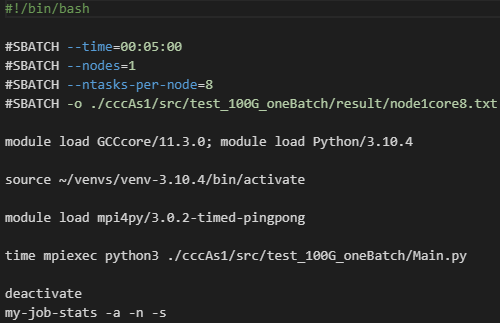 #!/bin/bash
#SBATCH --time=00:05:00
#SBATCH --nodes=1
#SBATCH --ntasks-per-node=8
#SBATCH -o ./cccAs1/src/test_100G_oneBatch/result/node1core8.txt
module load GCCcore/11.3.0; module load Python/3.10.4
source ~/venvs/venv-3.10.4/bin/activate
module load mpi4py/3.0.2-timed-pingpong
time mpiexec python3 ./cccAs1/src/test_100G_oneBatch/Main.py
deactivate
my-job-stats -a -n -s